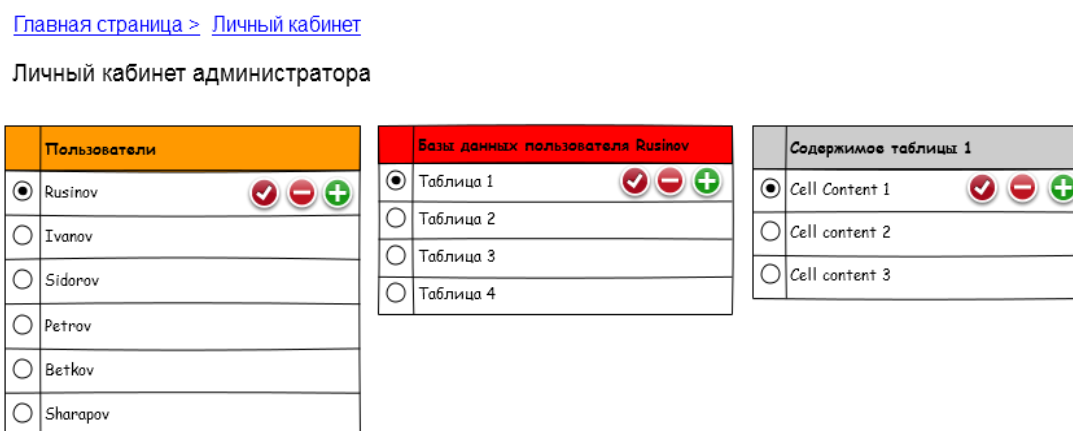 Главная страница > Личный кабинет
Личный кабинет администратора
Пользователи
Rusinov
Ivanov
Sidorov
Petrov
Betkov
Sharapov
Базы данных пользователя Rusinov
Таблица 1
Таблица 2
Таблица 3
Таблица 4
Содержимое таблицы 1
Cell Content 1
Cell content 2
Cell content 3